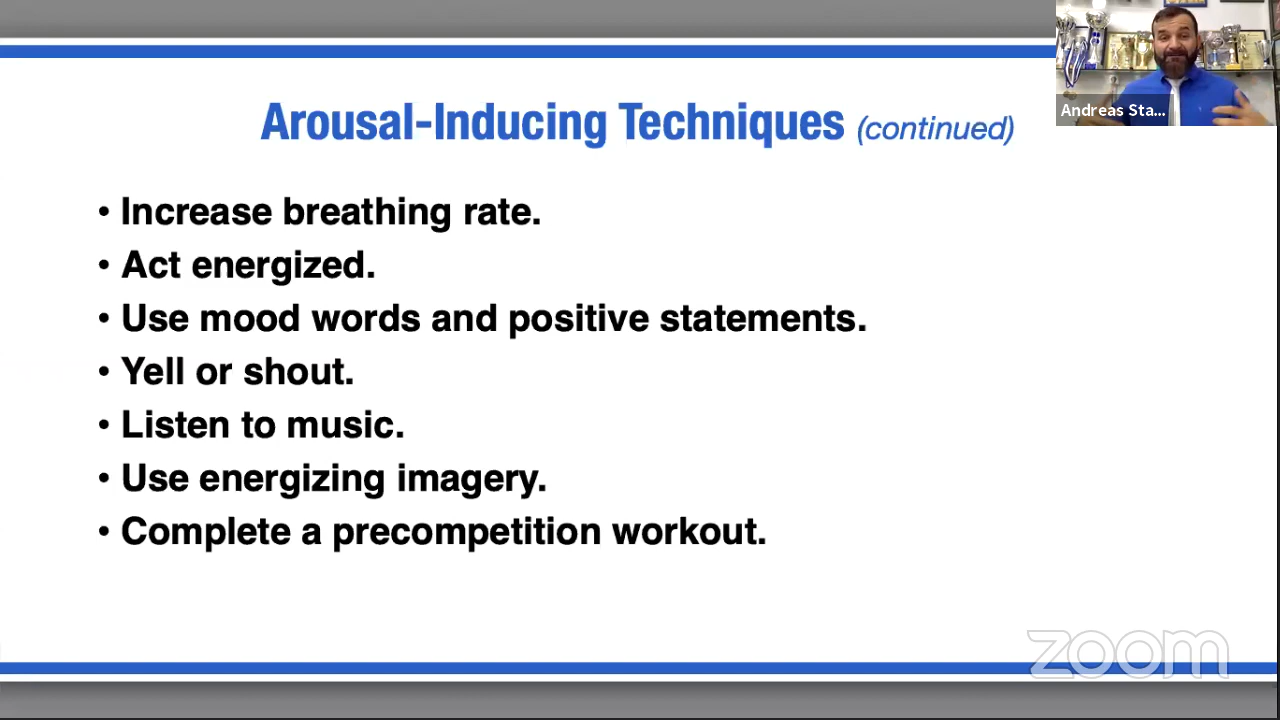 Arousal-Inducing Techniques (continued)
Andreas Sta...
• Increase breathing rate.
• Act energized.
• Use mood words and positive statements.
• Yell or shout.
• Listen to music.
• Use energizing imagery.
• Complete a precompetition workout.
zoom